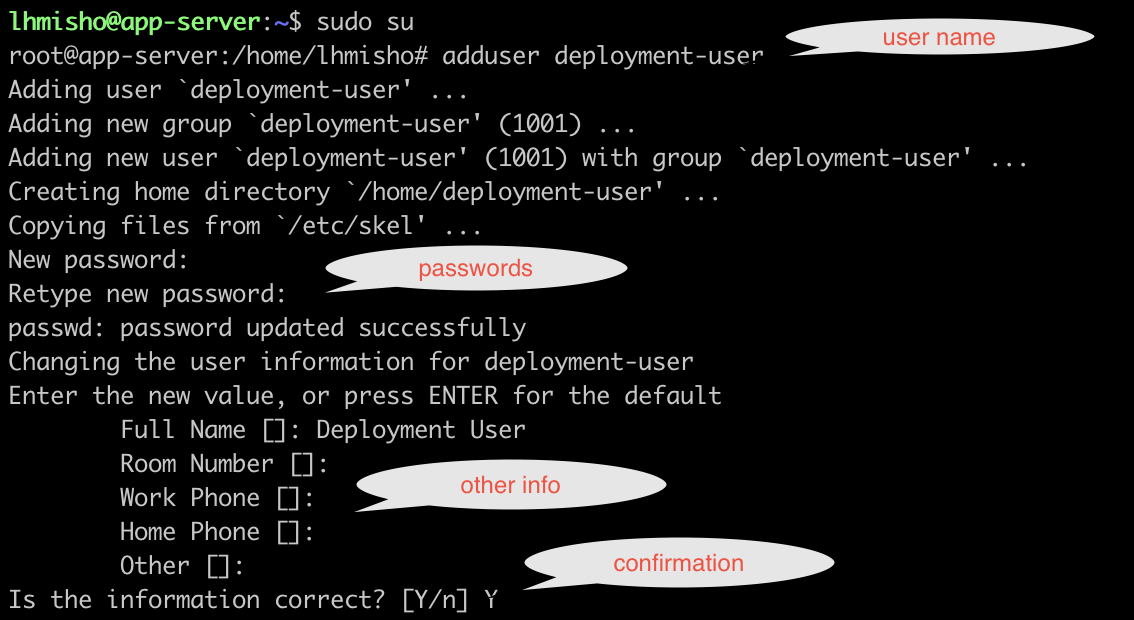 lhmisho@app-server:~$ sudo su
root@app-server:/home/lhmisho# adduser deployment-user
user name
Adding user `deployment-user' ...
Adding new group `deployment-user' (1001) ...
Adding new user `deployment-user' (1001) with group `deployment-user' ...
Creating home directory `/home/deployment-user' ...
Copying files from `/etc/skel' ...
New password:
passwords
Retype new password:
passwd: password updated successfully
Changing the user information for deployment-user
Enter the new value, or press ENTER for the default
Full Name []: Deployment User
Room Number []:
other info
Work Phone []:
Home Phone []:
Other []:
confirmation
Is the information correct? [Y/n] Y